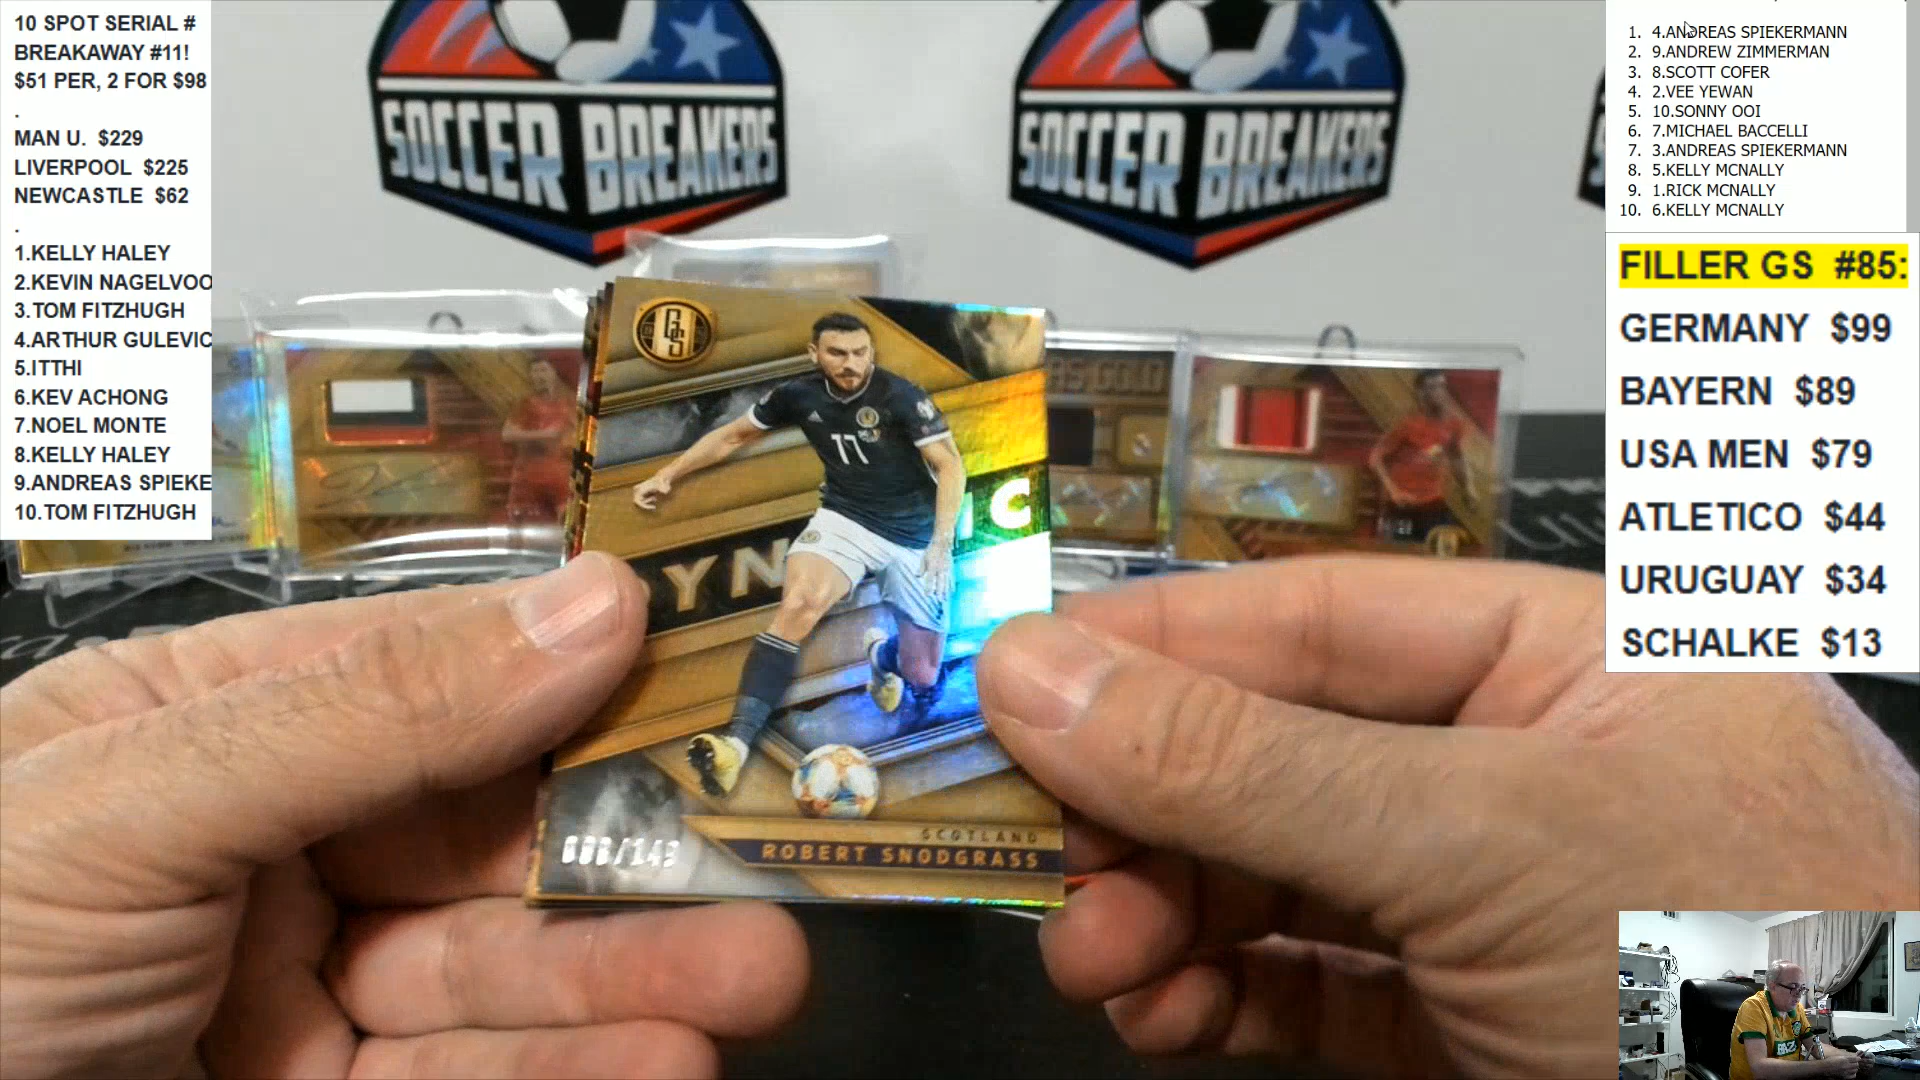 10 SPOT SERIAL #
BREAKAWAY #11!
$51 PER, 2 FOR $98
.
MAN U. $229
LIVERPOOL $225
NEWCASTLE $62
.
1.KELLY HALEY
2.KEVIN NAGELVOO
3.TOM FITZHUGH
4.ARTHUR GULEVIC
5.ITTHI
6.KEV ACHONG
7.NOEL MONTE
8.KELLY HALEY
9.ANDREAS SPIEKE
10.TOM FITZHUGH
SOCCER BREAKERS
SOCCER BREAKERS
GS
17
YN
IC
SCOTLAND
ROBERT SNODGRASS
/149
1. 4.ANDREAS SPIEKERMANN
2. 9.ANDREW ZIMMERMAN
3. 8.SCOTT COFER
4. 2.VEE YEWAN
5. 10.SONNY OOI
6. 7.MICHAEL BACCELLI
7. 3.ANDREAS SPIEKERMANN
8. 5.KELLY MCNALLY
9. 1.RICK MCNALLY
10. 6.KELLY MCNALLY
FILLER GS #85:
GERMANY $99
BAYERN $89
USA MEN $79
ATLETICO $44
URUGUAY $34
SCHALKE $13